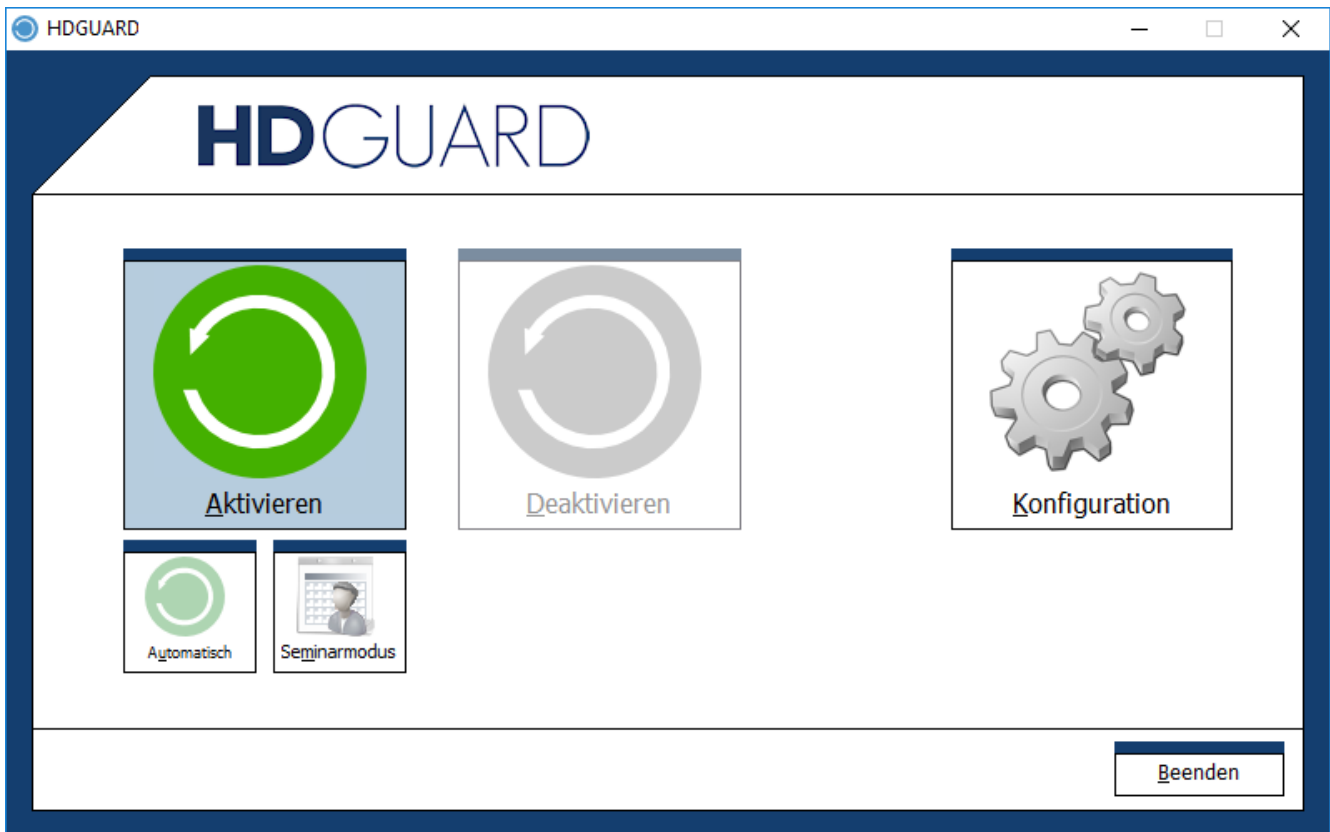 HDGUARD
HDGUARD
Aktivieren
Deaktivieren
Konfiguration
Automatisch
Seminarmodus
Beenden